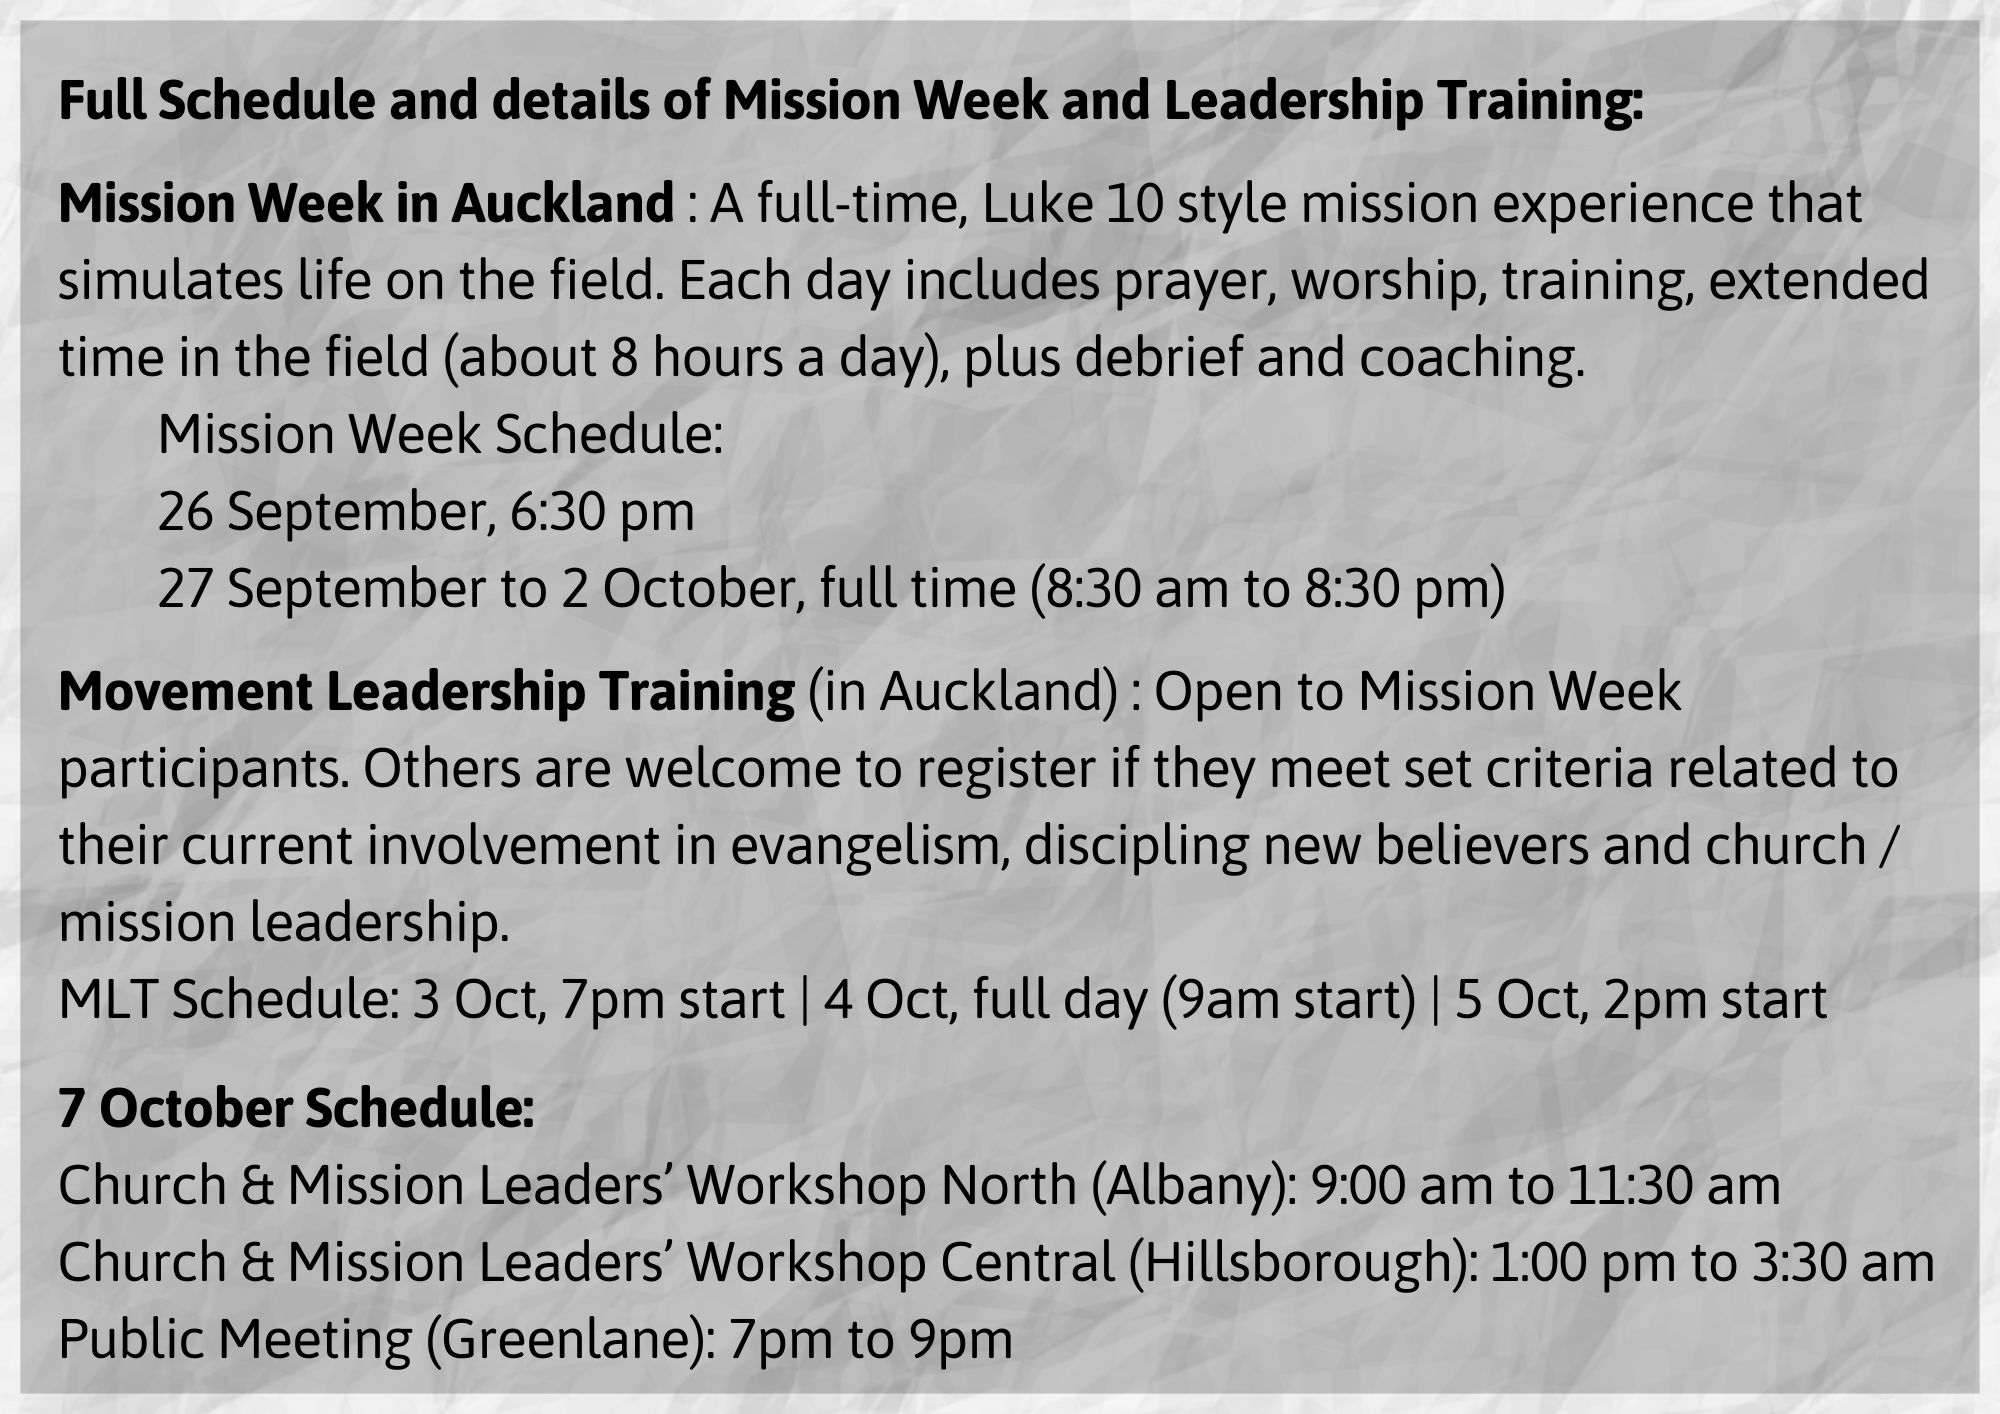 Full Schedule and details of Mission Week and Leadership Training:
Mission Week in Auckland : A full-time, Luke 10 style mission experience that
simulates life on the field. Each day includes prayer, worship, training, extended
time in the field (about 8 hours a day), plus debrief and coaching.
Mission Week Schedule:
26 September, 6:30 pm
27 September to 2 October, full time (8:30 am to 8:30 pm)
Movement Leadership Training (in Auckland) : Open to Mission Week
participants. Others are welcome to register if they meet set criteria related to
their current involvement in evangelism, discipling new believers and church /
mission leadership.
MLT Schedule: 3 Oct, 7pm start | 4 Oct, full day (9am start) | 5 Oct, 2pm start
7 October Schedule:
Church & Mission Leaders’ Workshop North (Albany): 9:00 am to 11:30 am
Church & Mission Leaders’ Workshop Central (Hillsborough): 1:00 pm to 3:30 am
Public Meeting (Greenlane): 7pm to 9pm